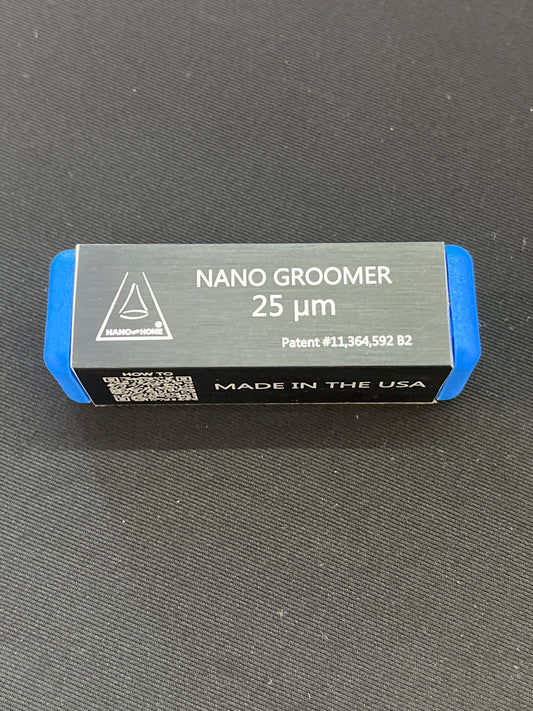 NANO GROOMER
25 µm
NANO HONE
Patent #11,364,592 B2
HOW TO
MADE IN THE USA